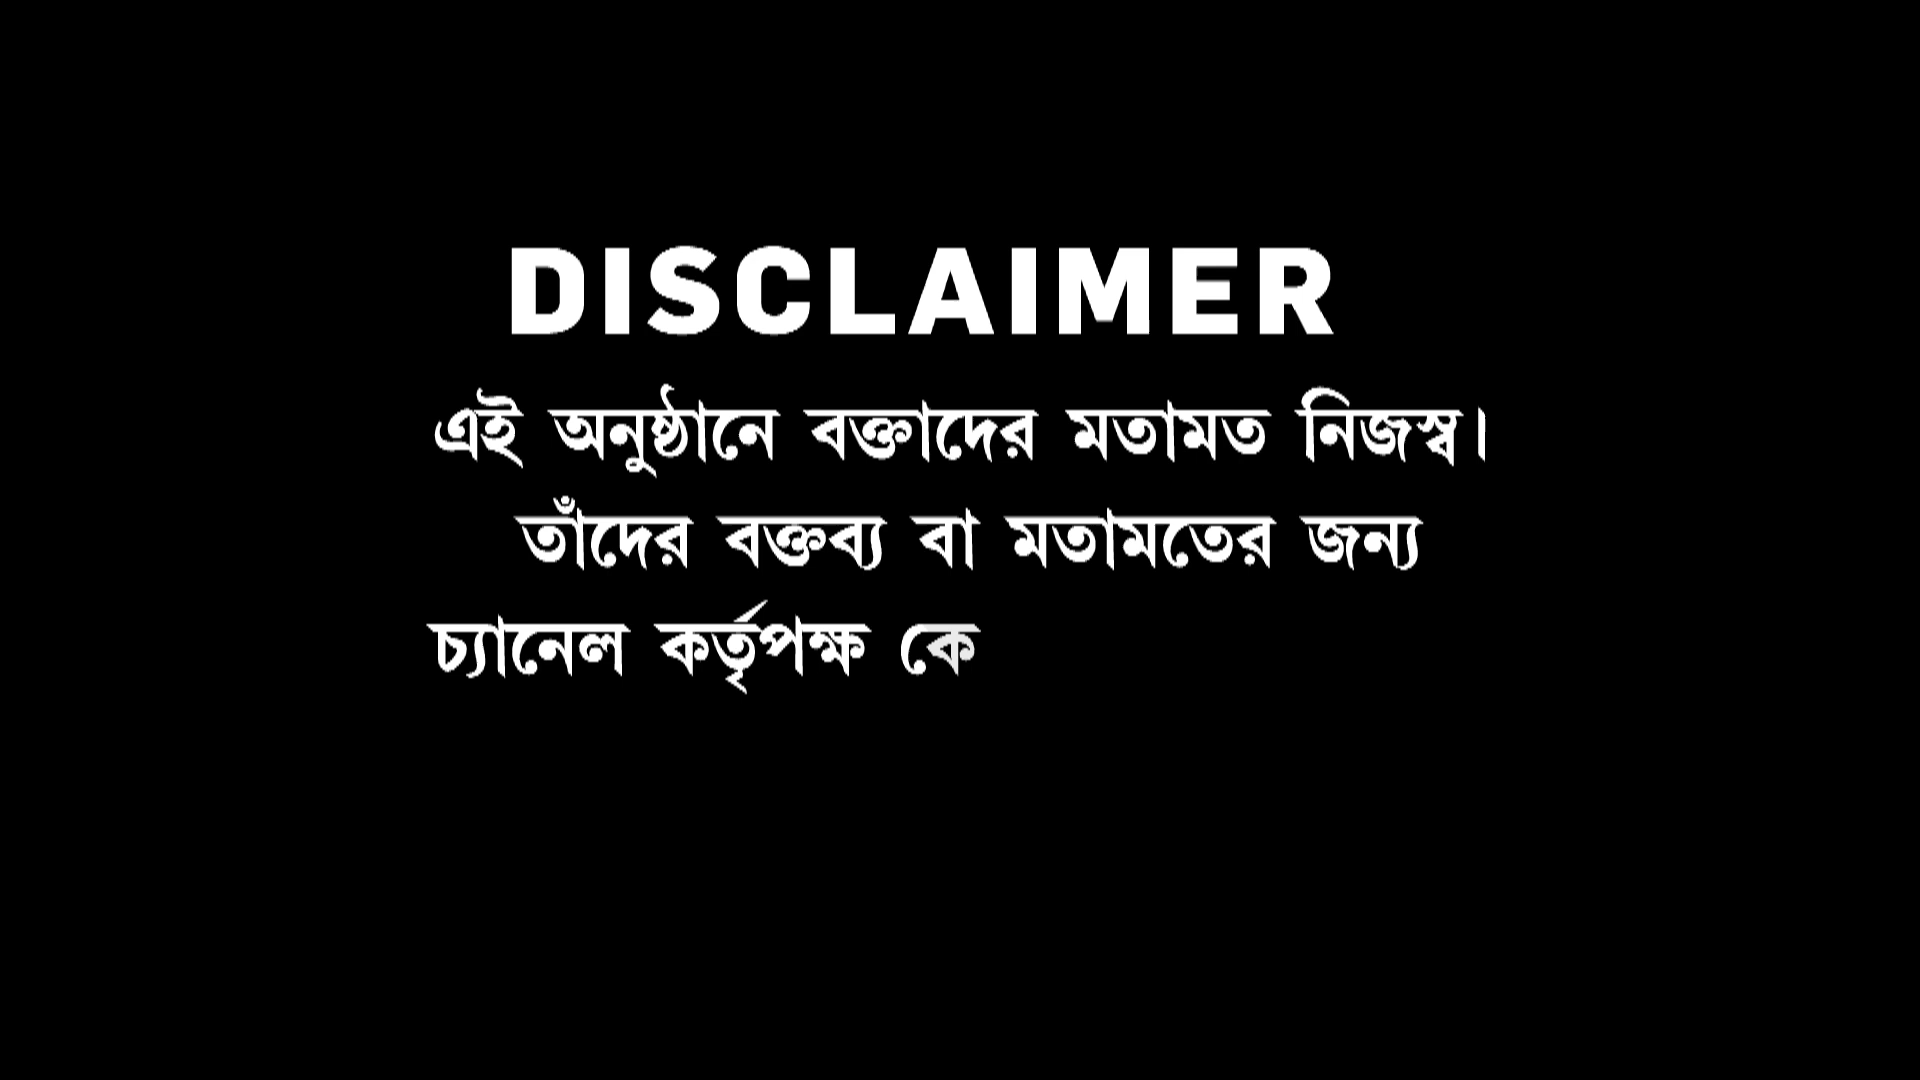 DISCLAIMER
এই অনুষ্ঠানে বক্তাদের মতামত নিজস্ব।
তাঁদের বক্তব্য বা মতামতের জন্য
চ্যানেল কর্তৃপক্ষ কে